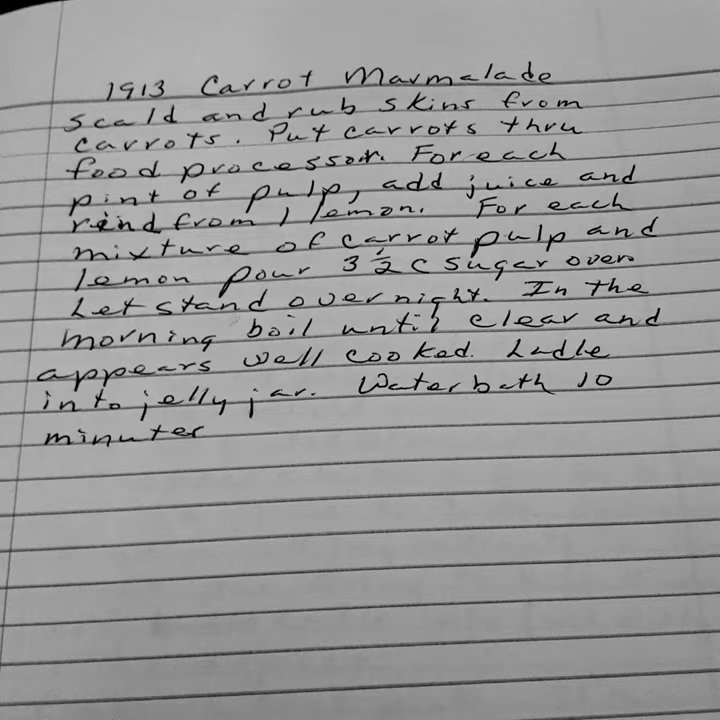 1913 Carrot Marmalade
scald and rub skins from
carrots. Put carrots thru
food processor. For each
pint of pulp, add juice and
rind from 1 lemon. For each
mixture of carrot pulp and
lemon pour 3 1/2 c sugar over
Let stand overnight. In the
morning boil until clear and
appears well cooked. Ladle
into jelly jar. Waterbath 10
minutes